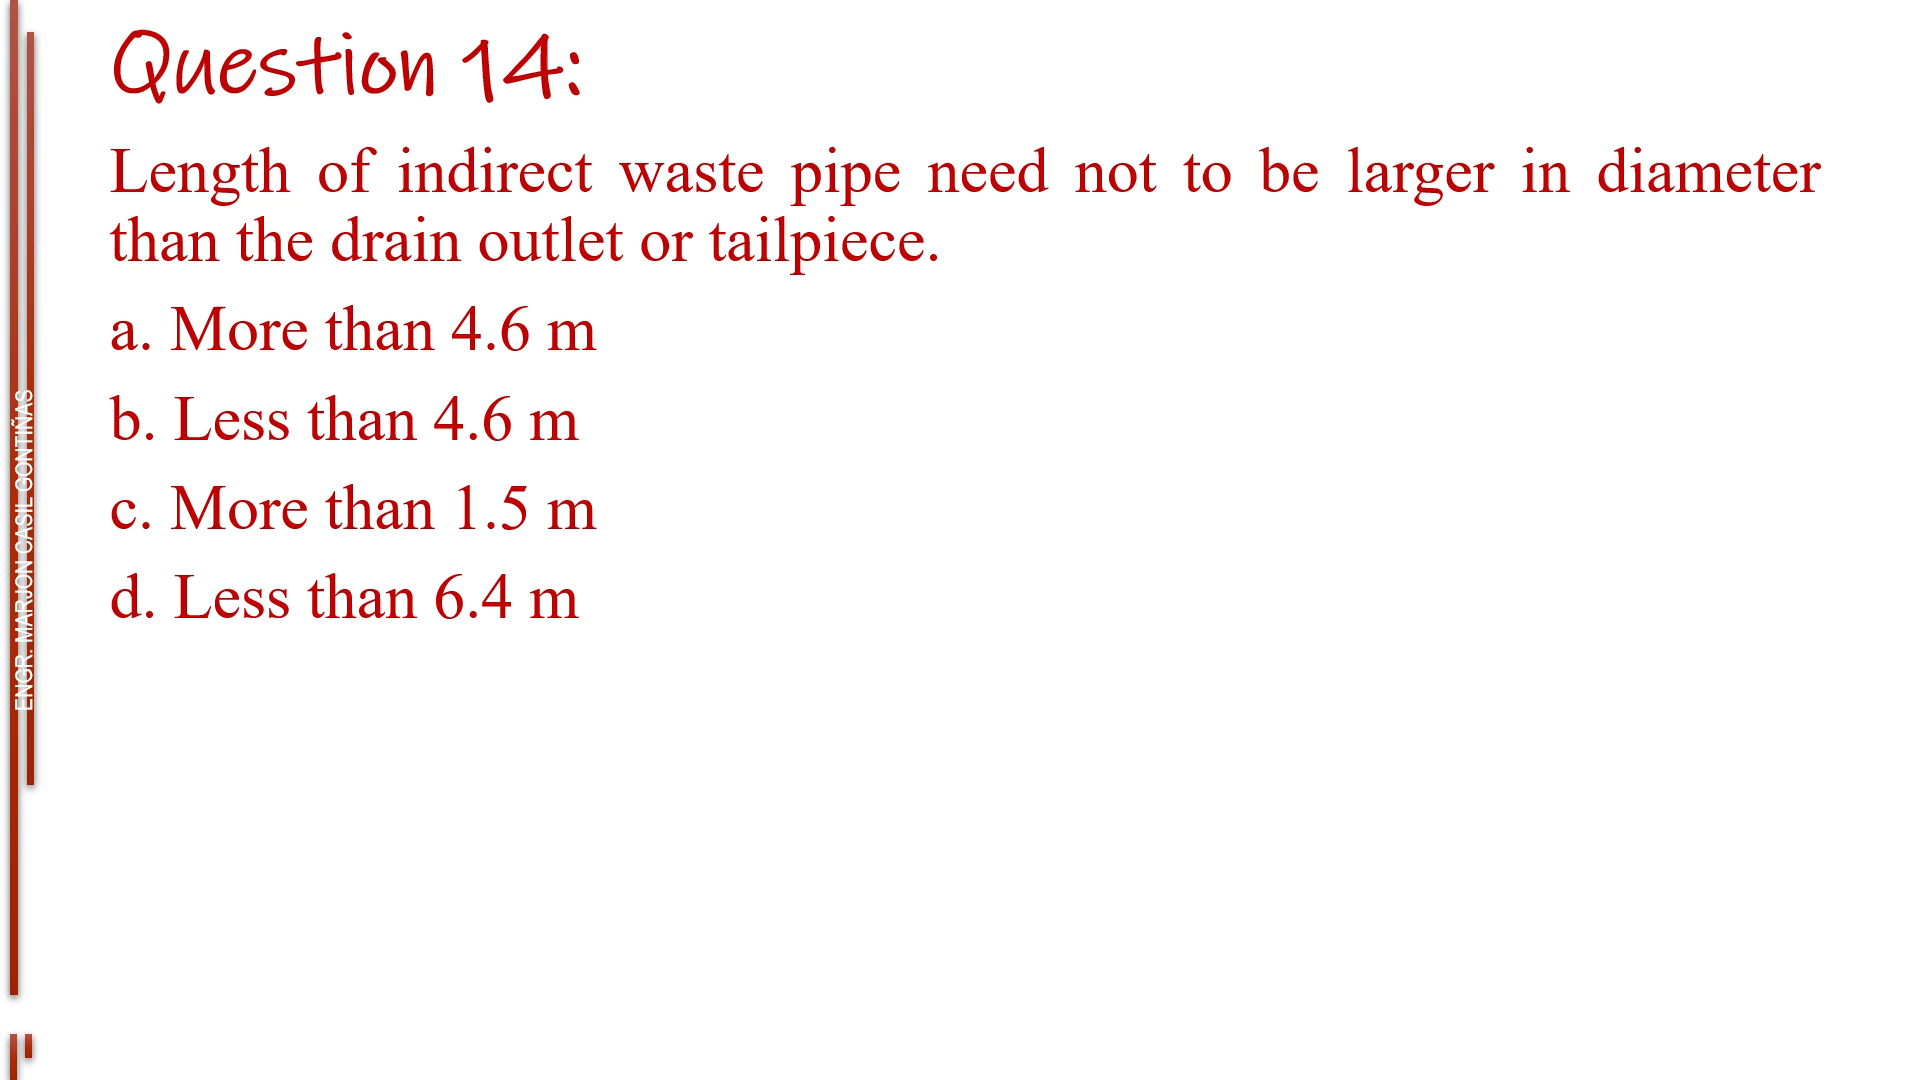 Question 14:
Length of indirect waste pipe need not to be larger in diameter
than the drain outlet or tailpiece.
a. More than 4.6 m
b. Less than 4.6 m
c. More than 1.5 m
d. Less than 6.4 m
ENGR. MARJON CASIL GONTIÑAS